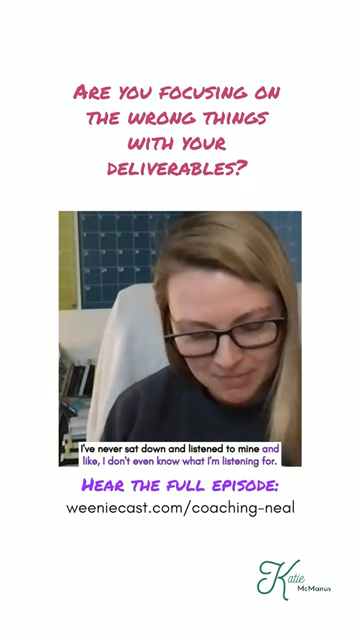 ARE YOU FOCUSING ON
THE WRONG THINGS
WITH YOUR
DELIVERABLES?
I've never sat down and listened to mine and
like, I don't even know what I'm listening for.
HEAR THE FULL EPISODE:
weeniecast.com/coaching-neal
Katie
McManus